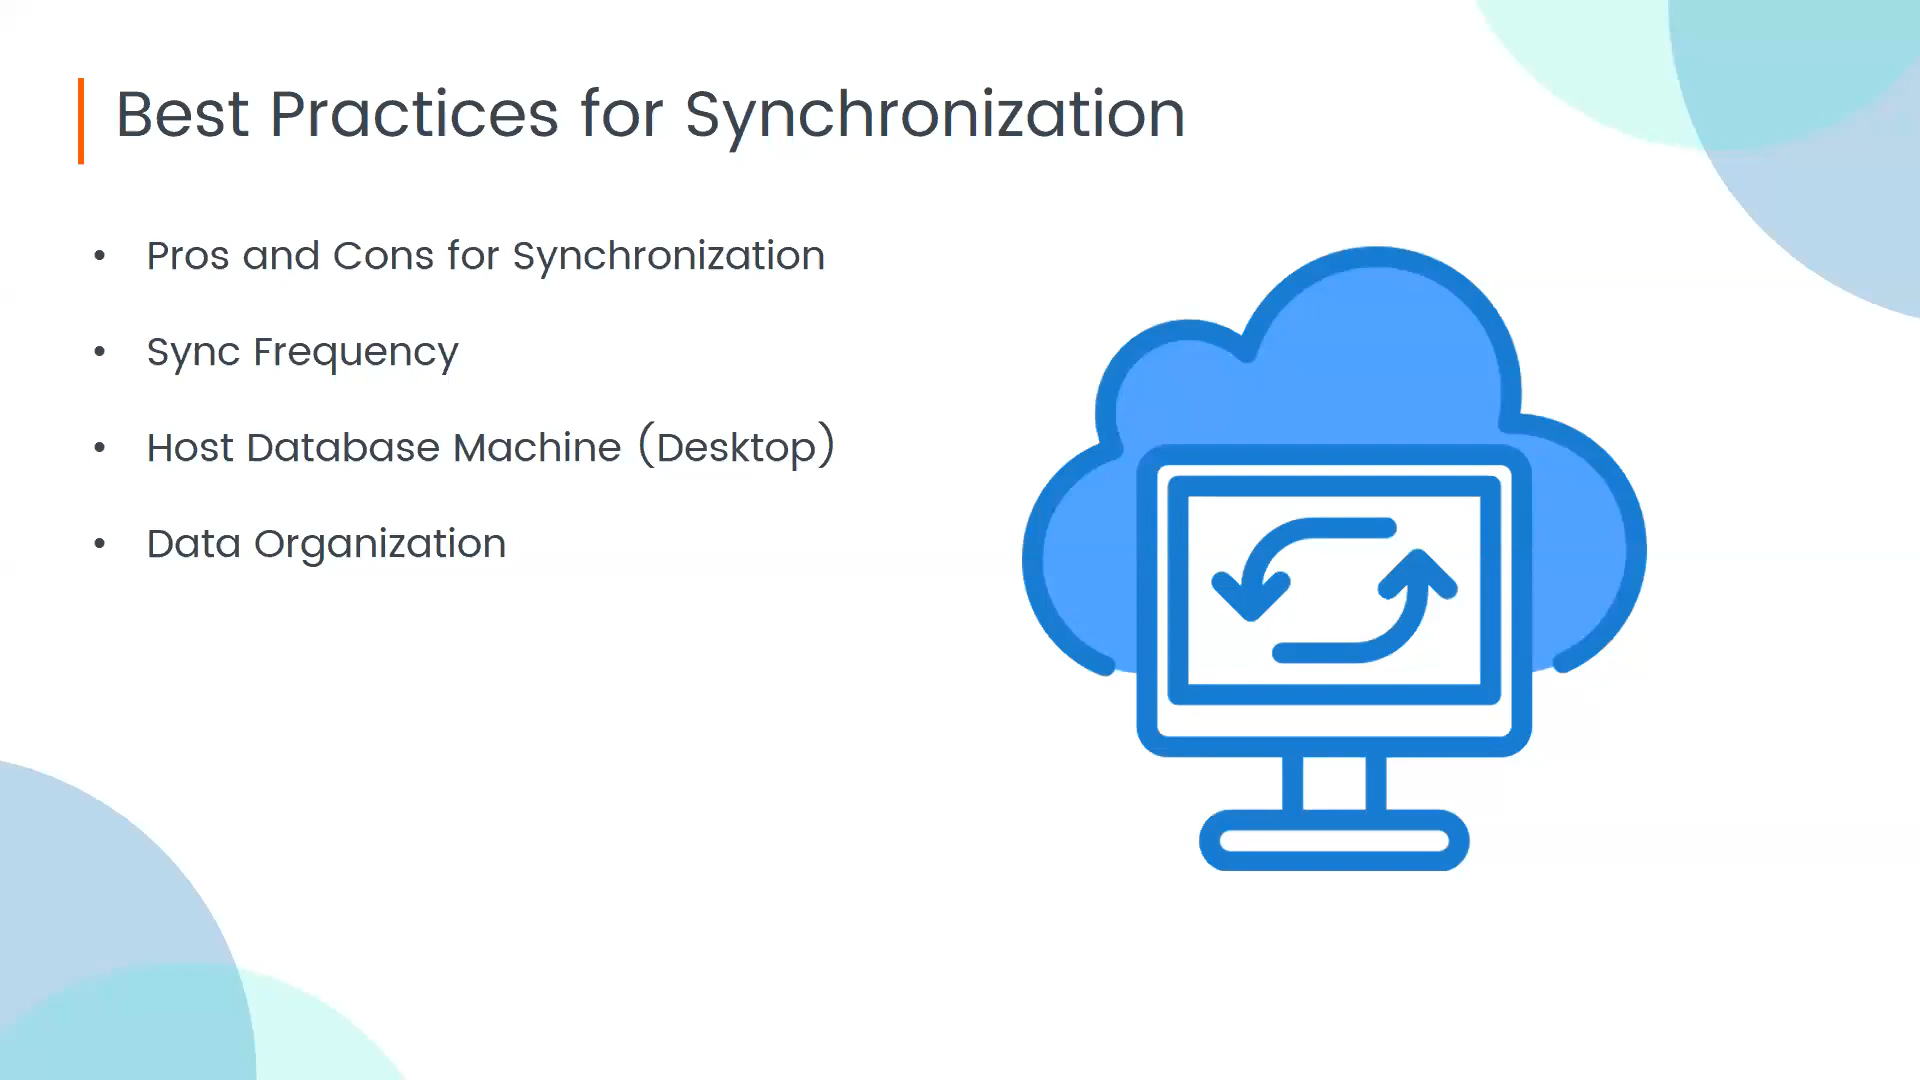 Best Practices for Synchronization
• Pros and Cons for Synchronization
• Sync Frequency
• Host Database Machine (Desktop)
• Data Organization